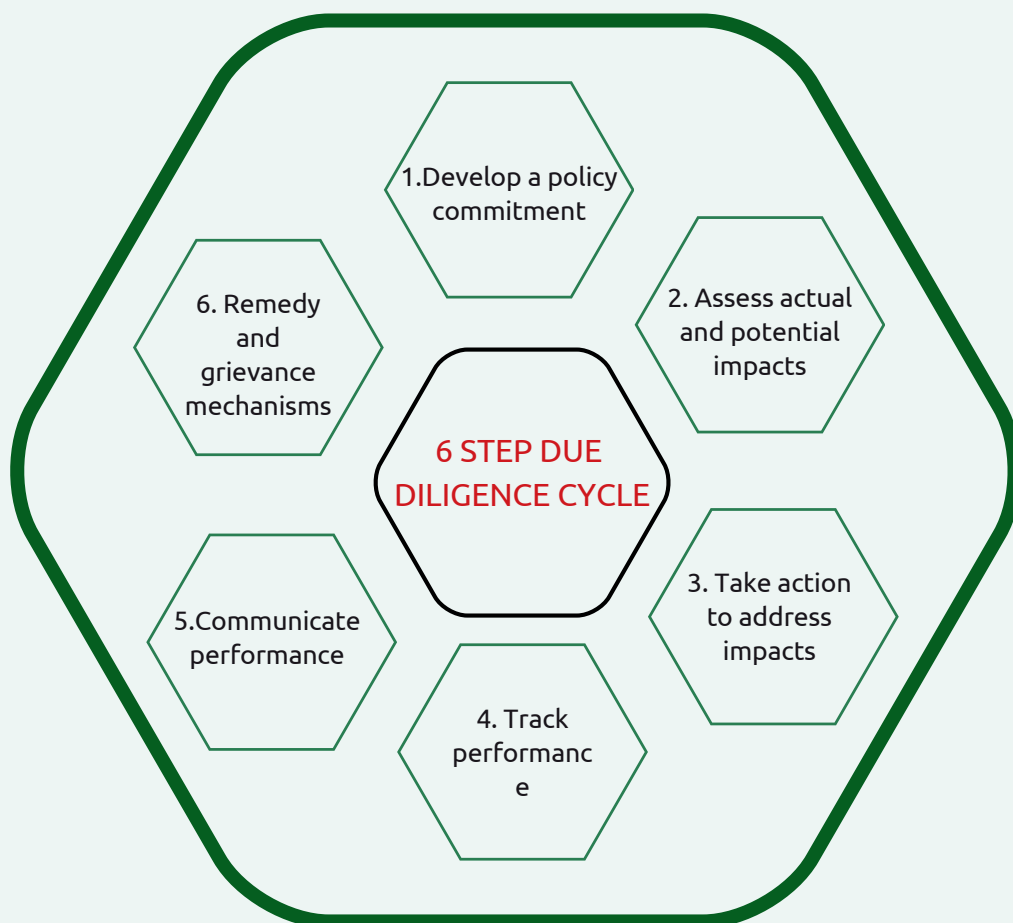 1.Develop a policy
commitment
2. Assess actual
and potential
impacts
3. Take action
to address
impacts
4. Track
performanc
e
5.Communicate
performance
6. Remedy
and
grievance
mechanisms
6 STEP DUE
DILIGENCE CYCLE